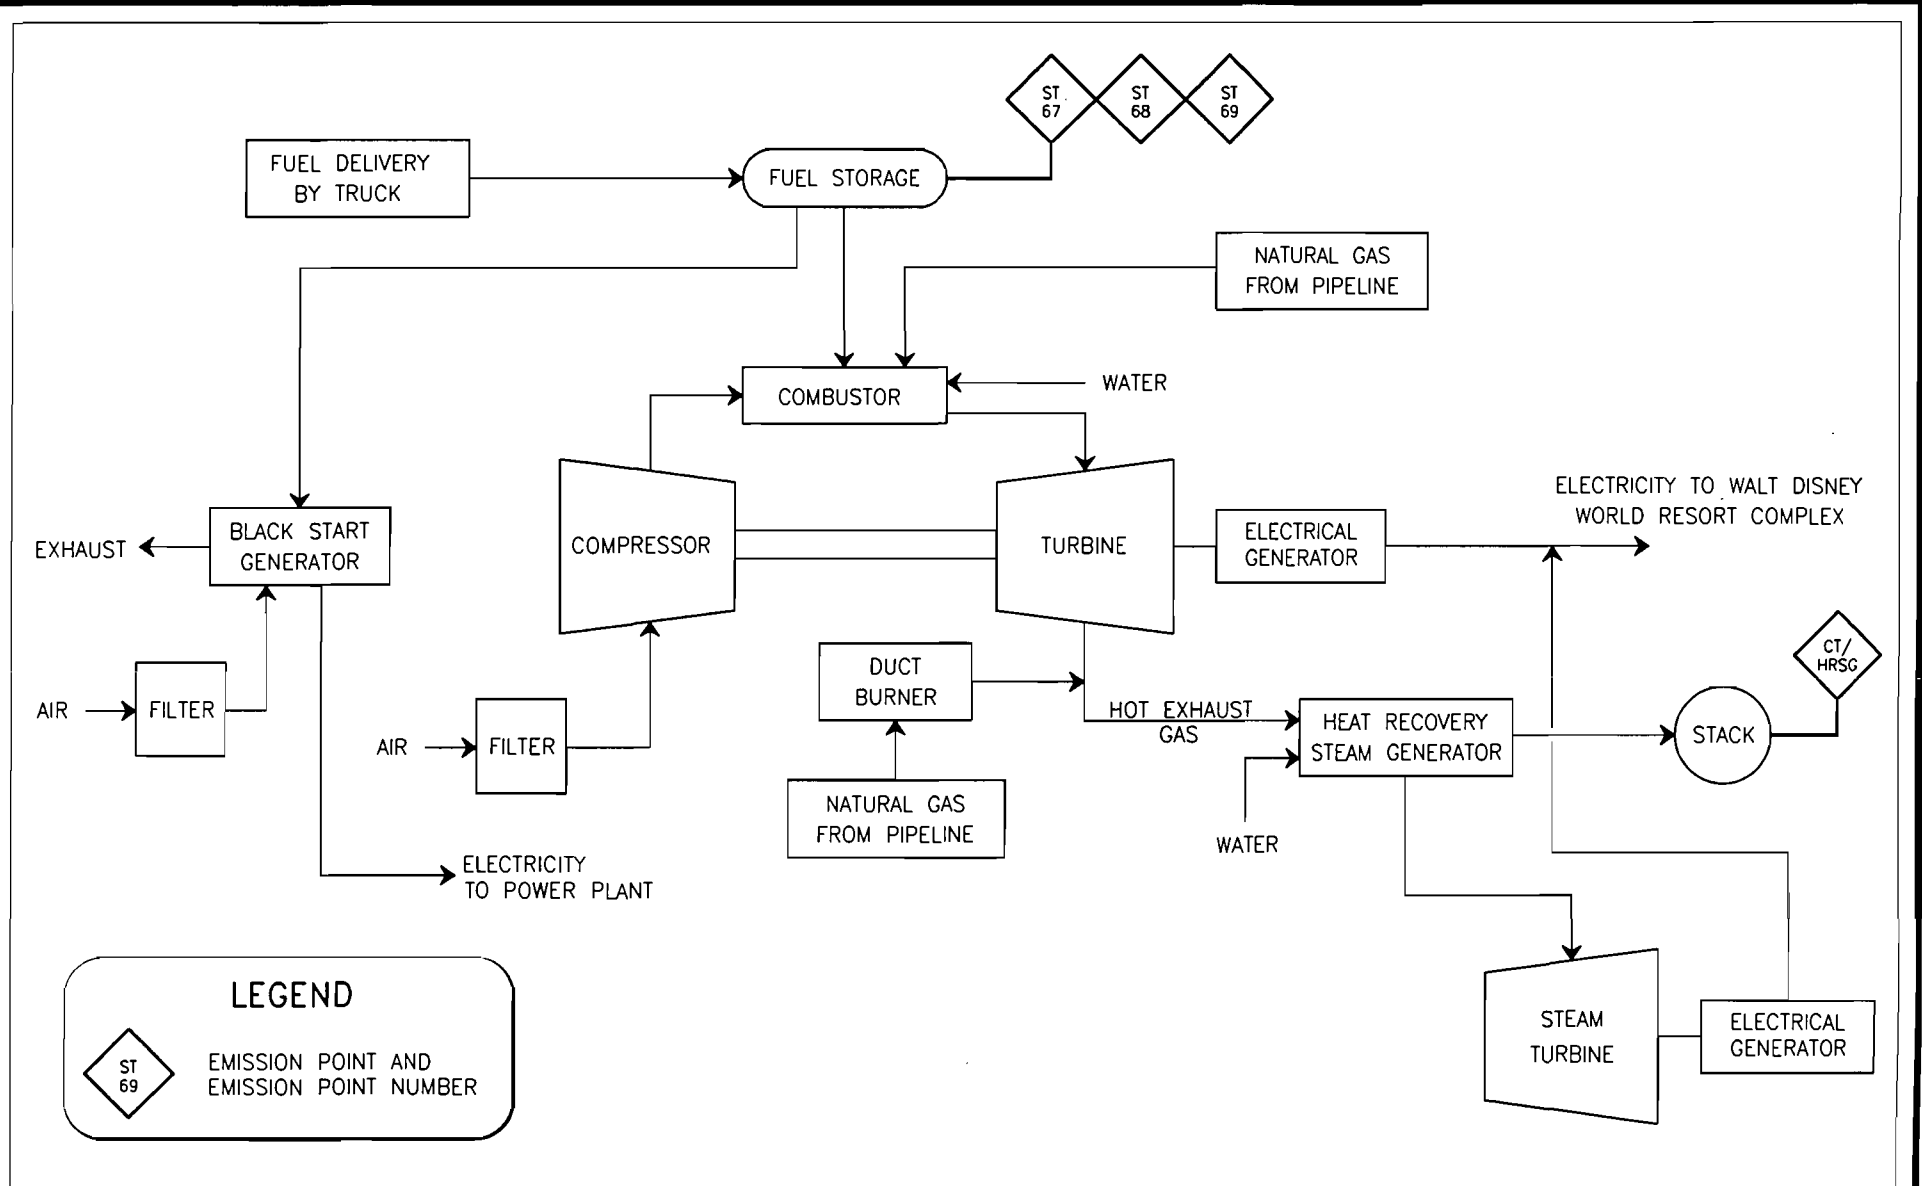 ST
67
ST
68
ST
69
FUEL DELIVERY
BY TRUCK
FUEL STORAGE
NATURAL GAS
FROM PIPELINE
COMBUSTOR
WATER
ELECTRICITY TO WALT DISNEY
WORLD RESORT COMPLEX
BLACK START
GENERATOR
EXHAUST
COMPRESSOR
TURBINE
ELECTRICAL
GENERATOR
CT/
HRSG
DUCT
BURNER
AIR
FILTER
AIR
FILTER
HOT EXHAUST
GAS
HEAT RECOVERY
STEAM GENERATOR
STACK
NATURAL GAS
FROM PIPELINE
WATER
ELECTRICITY
TO POWER PLANT
LEGEND
ST
69
EMISSION POINT AND
EMISSION POINT NUMBER
STEAM
TURBINE
ELECTRICAL
GENERATOR